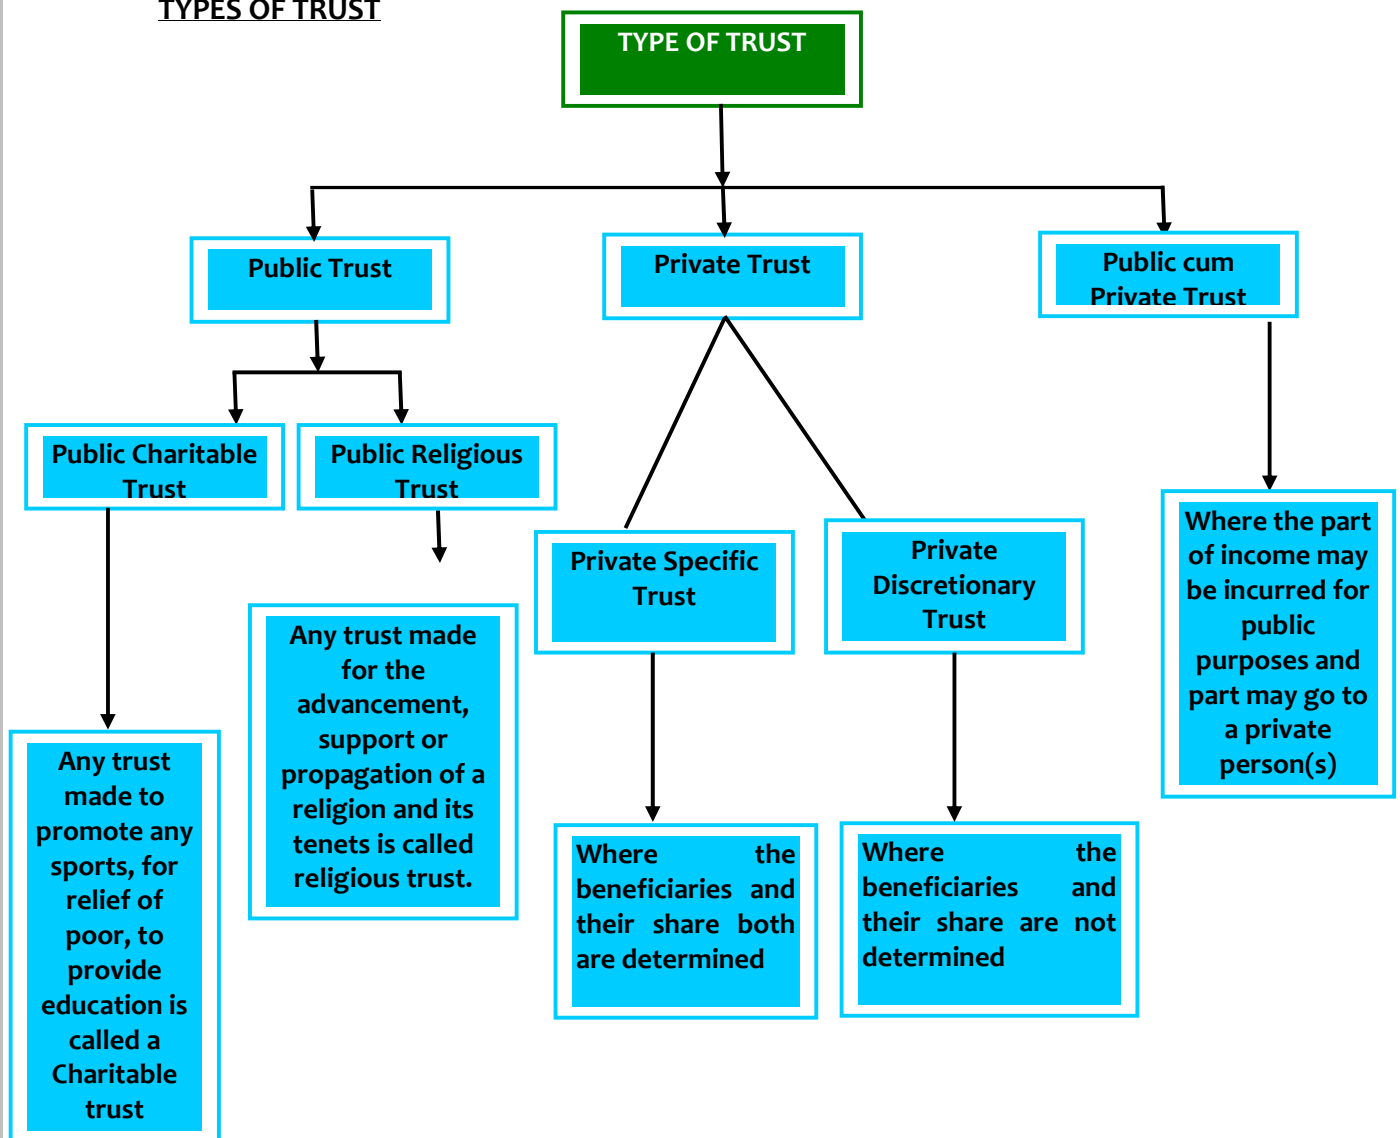 TYPES OF TRUST
TYPE OF TRUST
Public Trust
Private Trust
Public cum
Private Trust
Public Charitable
Trust
Public Religious
Trust
Private Specific
Trust
Private
Discretionary
Trust
Where the part
of income may
be incurred for
public
purposes and
part may go to
a private
person(s)
Any trust made
for the
advancement,
support or
propagation of a
religion and its
tenets is called
religious trust.
Any trust
made to
promote any
sports, for
relief of
poor, to
provide
education is
called a
Charitable
trust
Where the
beneficiaries and
their share both
are determined
Where the
beneficiaries and
their share are not
determined